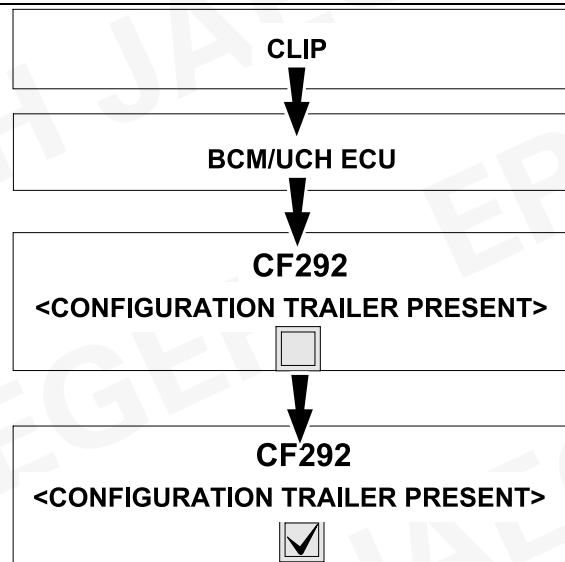 CLIP
BCM/UCH ECU
CF292
<CONFIGURATION TRAILER PRESENT>
CF292
<CONFIGURATION TRAILER PRESENT>